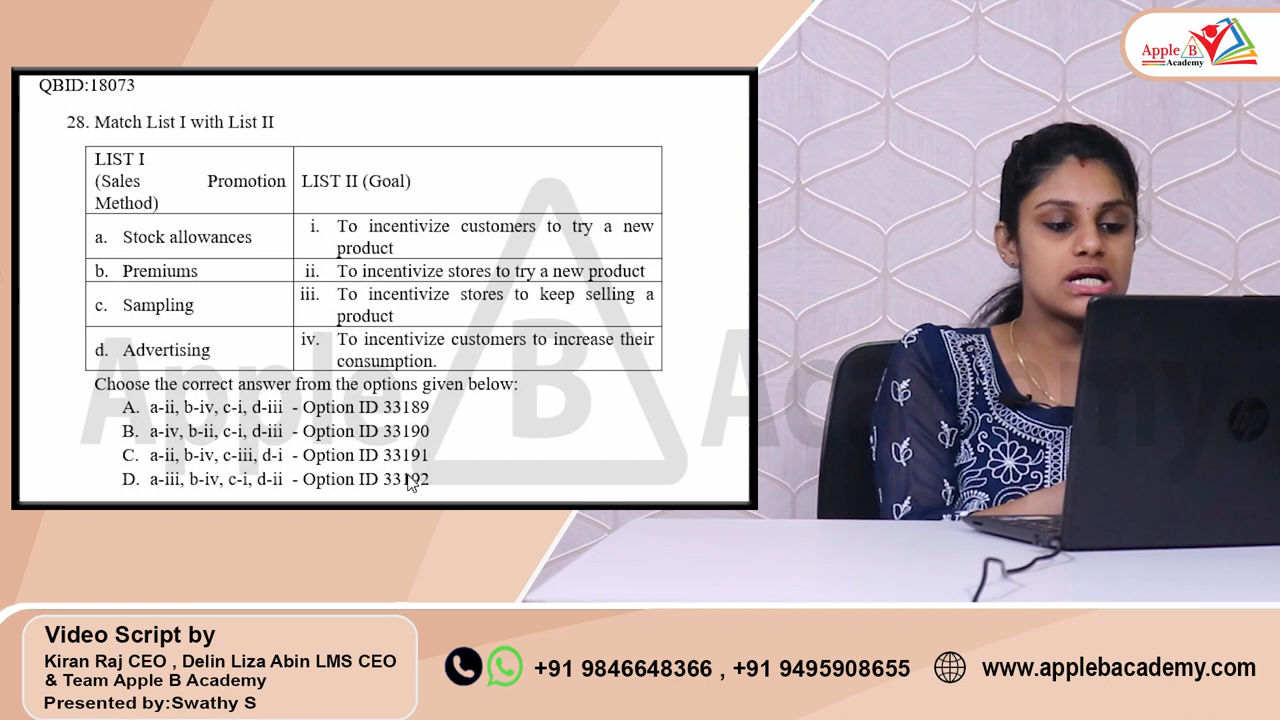 Apple B
Academy
QBID:18073
28. Match List I with List II
LIST I
(Sales Promotion
Method)
LIST II (Goal)
a. Stock allowances
i. To incentivize customers to try a new
product
b. Premiums
ii. To incentivize stores to try a new product
c. Sampling
iii. To incentivize stores to keep selling a
product
d. Advertising
iv. To incentivize customers to increase their
consumption.
Choose the correct answer from the options given below:
A. a-ii, b-iv, c-i, d-iii - Option ID 33189
B. a-iv, b-ii, c-i, d-iii - Option ID 33190
C. a-ii, b-iv, c-iii, d-i - Option ID 33191
D. a-iii, b-iv, c-i, d-ii - Option ID 33192
Apple B Academy
hp
Video Script by
Kiran Raj CEO , Delin Liza Abin LMS CEO
& Team Apple B Academy
Presented by:Swathy S
+91 9846648366 , +91 9495908655
www.applebacademy.com